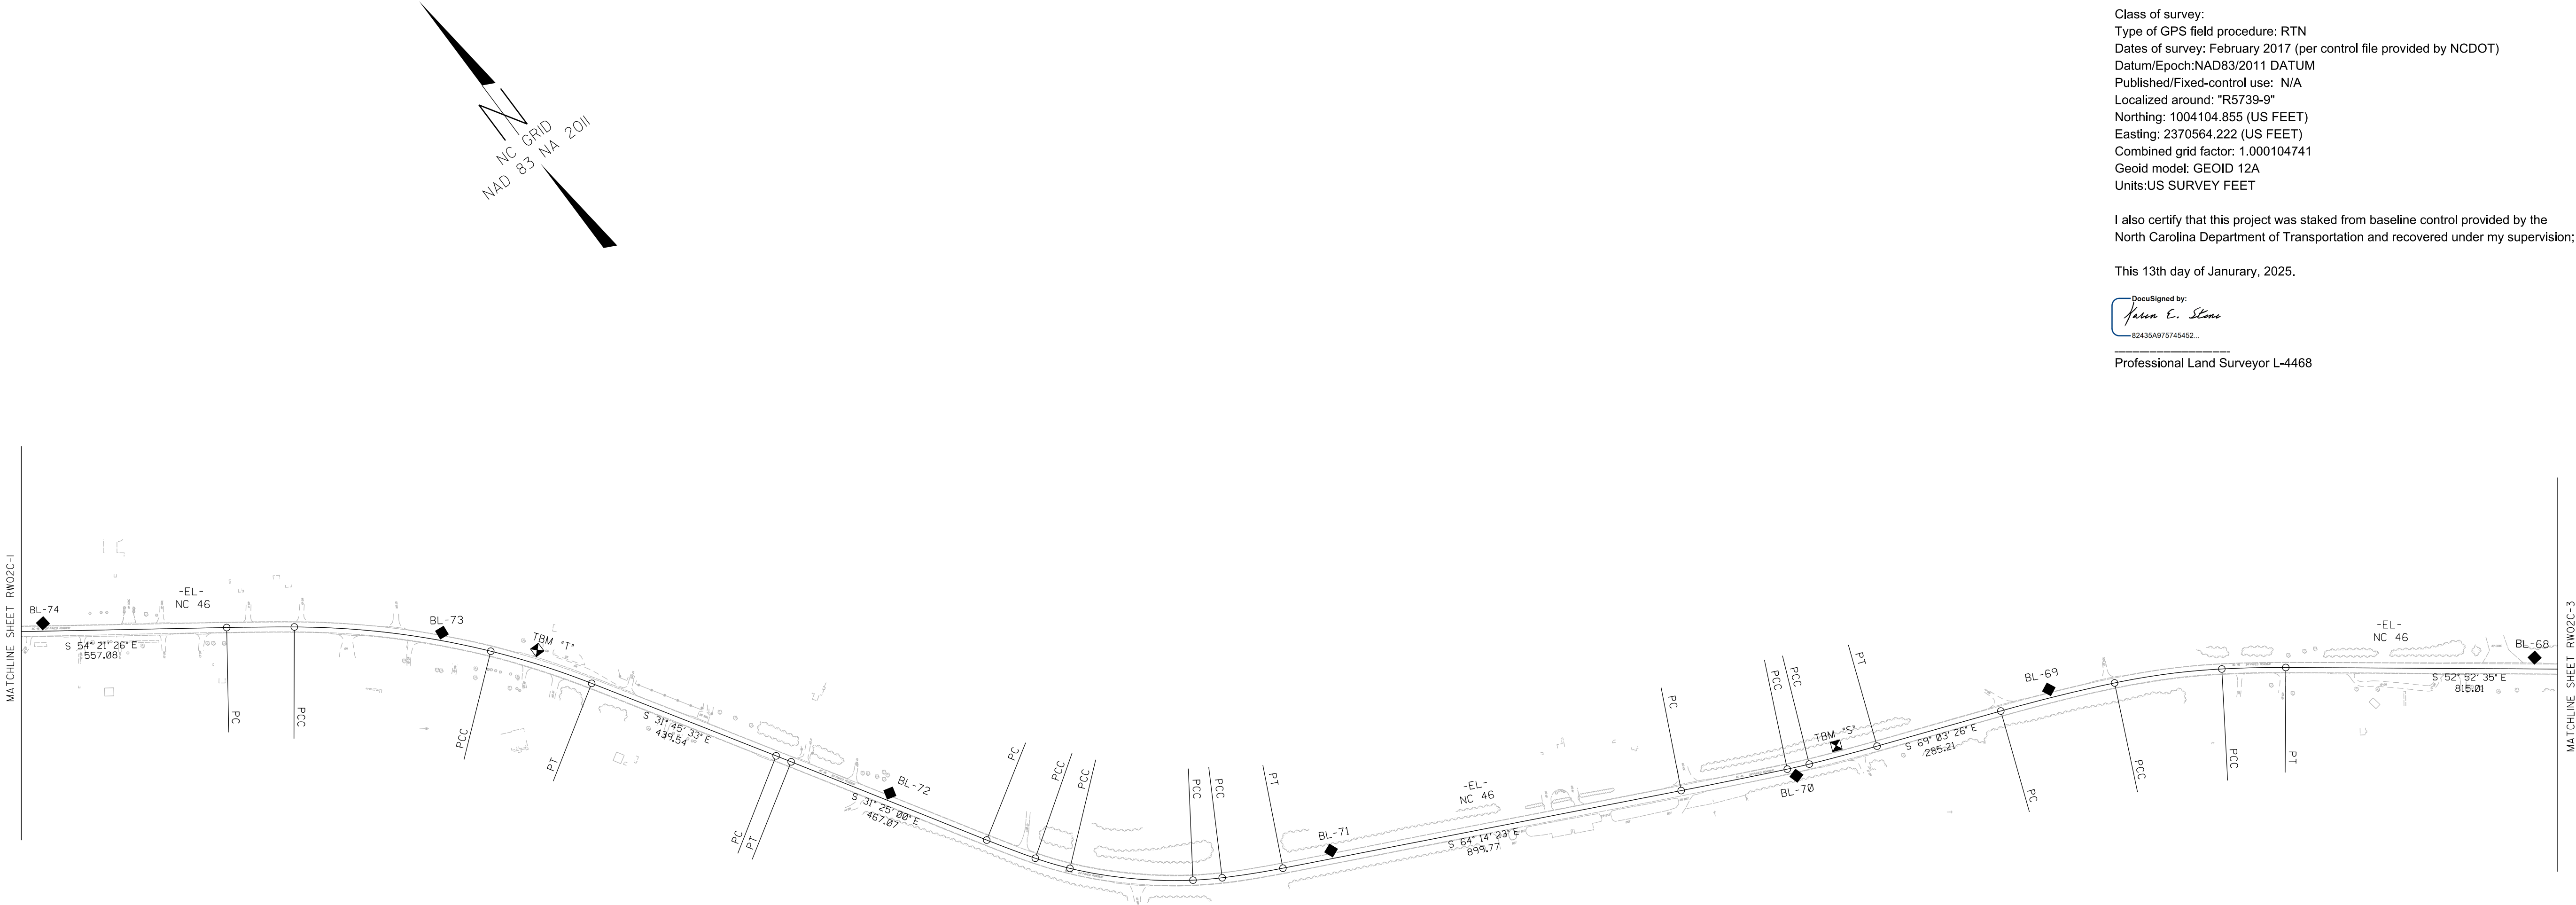 Class of survey:
Type of GPS field procedure: RTN
Dates of survey: February 2017 (per control file provided by NCDOT)
Datum/Epoch:NAD83/2011 DATUM
Published/Fixed-control use: N/A
Localized around: "R5739-9"
Northing: 1004104.855 (US FEET)
Easting: 2370564.222 (US FEET)
Combined grid factor: 1.000104741
Geoid model: GEOID 12A
Units:US SURVEY FEET
I also certify that this project was staked from baseline control provided by the
North Carolina Department of Transportation and recovered under my supervision;
This 13th day of Janurary, 2025.
DocuSigned by:
Karen E. Stone
82435A975745452...
Professional Land Surveyor L-4468
N
NC GRID
NAD 83 NA 2011
MATCHLINE SHEET RW02C-1
BL-74
-EL-
NC 46
S 54° 21' 26" E
557.08
PC
PCC
BL-73
PCC
TBM "T"
PT
S 31° 45' 33" E
439.54
PC
PT
BL-72
S 31° 25' 00" E
467.07
PC
PCC
PCC
PCC
PCC
PT
BL-71
-EL-
NC 46
S 64° 14' 23" E
899.77
PC
PCC
PCC
BL-70
TBM "S"
PT
S 69° 03' 26" E
285.21
PC
BL-69
PCC
PCC
PT
-EL-
NC 46
S 52° 52' 35" E
815.01
BL-68
MATCHLINE SHEET RW02C-3